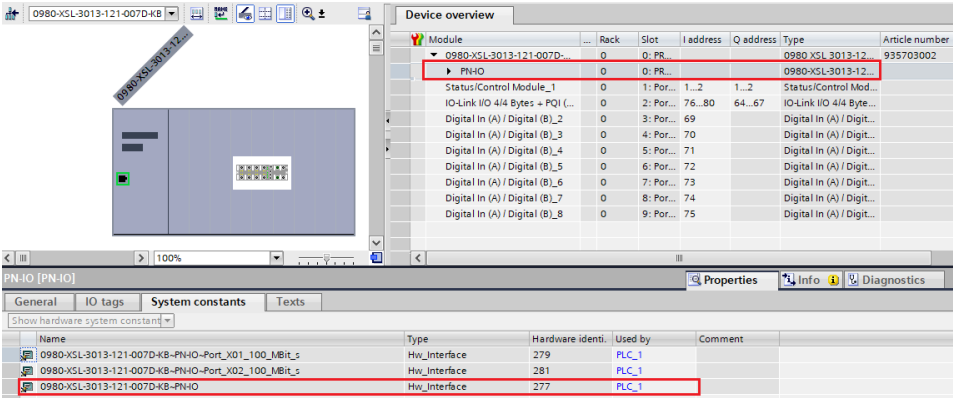 0980-XSL-3013-121-007D-KB
Device overview
0980-XSL-3013-12...
Module ... Rack Slot I address Q address Type Article number
0980-XSL-3013-121-007D-... 0 0: PR... 0980 XSL 3013-12... 935703002
PN-IO 0 0: PR... 0980-XSL-3013-12...
Status/Control Module_1 0 1: Por... 1...2 1...2 Status/Control Mod...
IO-Link I/O 4/4 Bytes + PQI (... 0 2: Por... 76...80 64...67 IO-Link I/O 4/4 Byte...
Digital In (A) / Digital (B)_2 0 3: Por... 69 Digital In (A) / Digit...
Digital In (A) / Digital (B)_3 0 4: Por... 70 Digital In (A) / Digit...
Digital In (A) / Digital (B)_4 0 5: Por... 71 Digital In (A) / Digit...
Digital In (A) / Digital (B)_5 0 6: Por... 72 Digital In (A) / Digit...
Digital In (A) / Digital (B)_6 0 7: Por... 73 Digital In (A) / Digit...
Digital In (A) / Digital (B)_7 0 8: Por... 74 Digital In (A) / Digit...
Digital In (A) / Digital (B)_8 0 9: Por... 75 Digital In (A) / Digit...
100%
PN-IO [PN-IO]
Properties Info Diagnostics
General IO tags System constants Texts
Show hardware system constant
Name Type Hardware identi. Used by Comment
0980-XSL-3013-121-007D-KB~PN-IO~Port_X01_100_MBit_s Hw_Interface 279 PLC_1
0980-XSL-3013-121-007D-KB~PN-IO~Port_X02_100_MBit_s Hw_Interface 281 PLC_1
0980-XSL-3013-121-007D-KB~PN-IO Hw_Interface 277 PLC_1